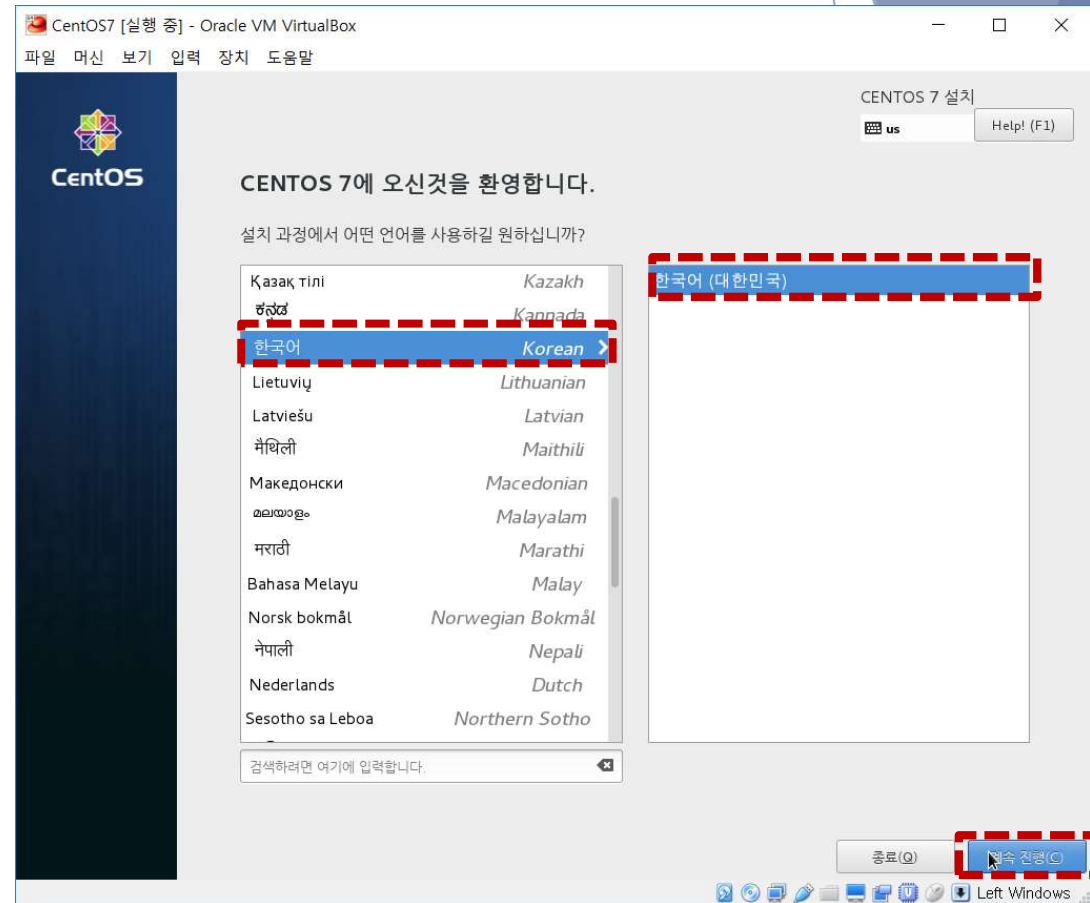 CentOS7 [실행 중] - Oracle VM VirtualBox
파일 머신 보기 입력 장치 도움말
CENTOS 7 설치
us
Help! (F1)
CentOS
CENTOS 7에 오신것을 환영합니다.
설치 과정에서 어떤 언어를 사용하길 원하십니까?
Қазақ тілі Kazakh
ಕನ್ನಡ Kannada
한국어 Korean
Lietuvių Lithuanian
Latviešu Latvian
मैथिली Maithili
Македонски Macedonian
മലയാളം Malayalam
मराठी Marathi
Bahasa Melayu Malay
Norsk bokmål Norwegian Bokmål
नेपाली Nepali
Nederlands Dutch
Sesotho sa Leboa Northern Sotho
한국어 (대한민국)
검색하려면 여기에 입력합니다.
종료(Q)
계속 진행(C)
Left Windows